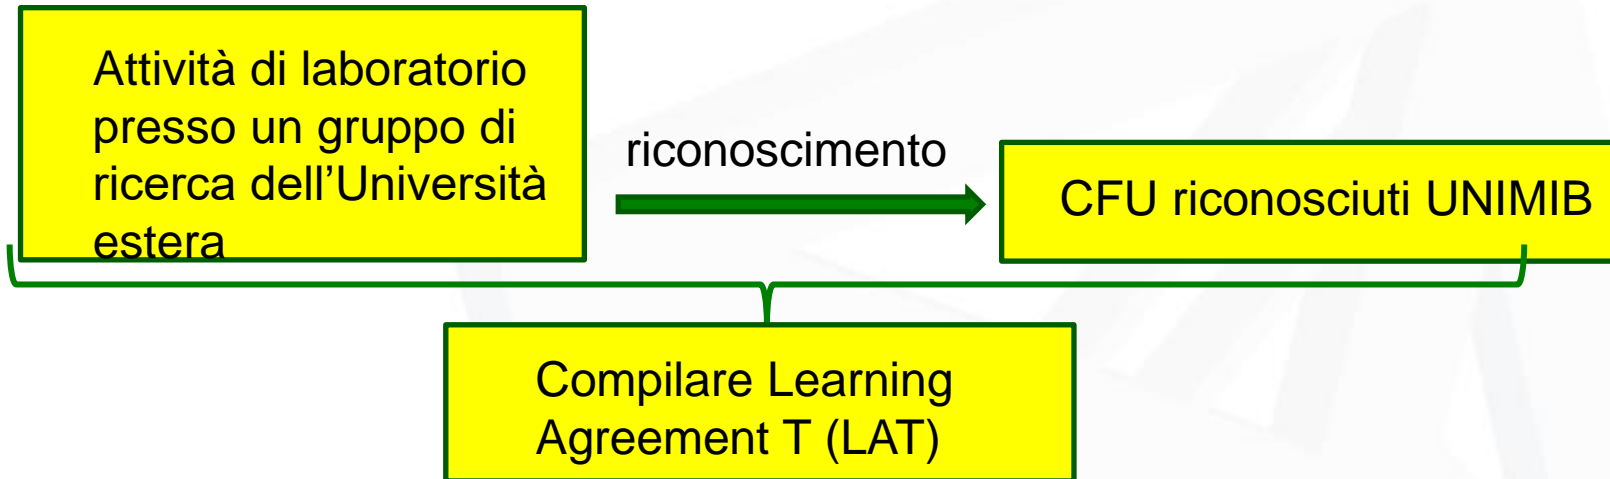 Attività di laboratorio
presso un gruppo di
ricerca dell’Università
estera
riconoscimento
CFU riconosciuti UNIMIB
Compilare Learning
Agreement T (LAT)